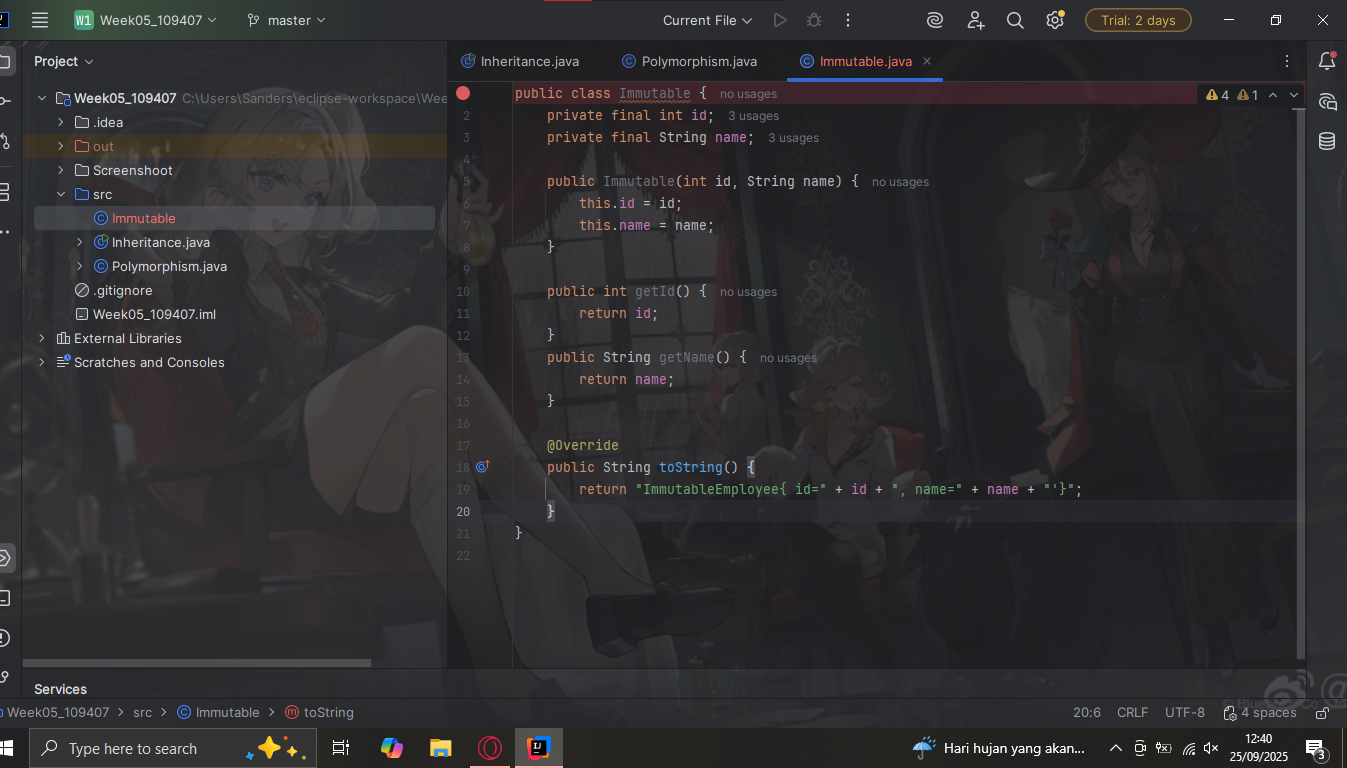 W1 Week05_109407 master Current File Trial: 2 days
Project
Inheritance.java Polymorphism.java Immutable.java
Week05_109407 C:\Users\Sanders\eclipse-workspace\Wee
.idea
out
Screenshoot
src
Immutable
Inheritance.java
Polymorphism.java
.gitignore
Week05_109407.iml
External Libraries
Scratches and Consoles
4 1
public class Immutable { no usages
2 private final int id; 3 usages
3 private final String name; 3 usages
4
5 public Immutable(int id, String name) { no usages
6 this.id = id;
7 this.name = name;
8 }
9
10 public int getId() { no usages
11 return id;
12 }
13 public String getName() { no usages
14 return name;
15 }
16
17 @Override
18 public String toString() {
19 return "ImmutableEmployee{ id=" + id + ", name=" + name + "'}";
20 }
21 }
22
Services
Week05_109407 > src > Immutable > toString 20:6 CRLF UTF-8 4 spaces
Type here to search Hari hujan yang akan... 12:40
25/09/2025 3